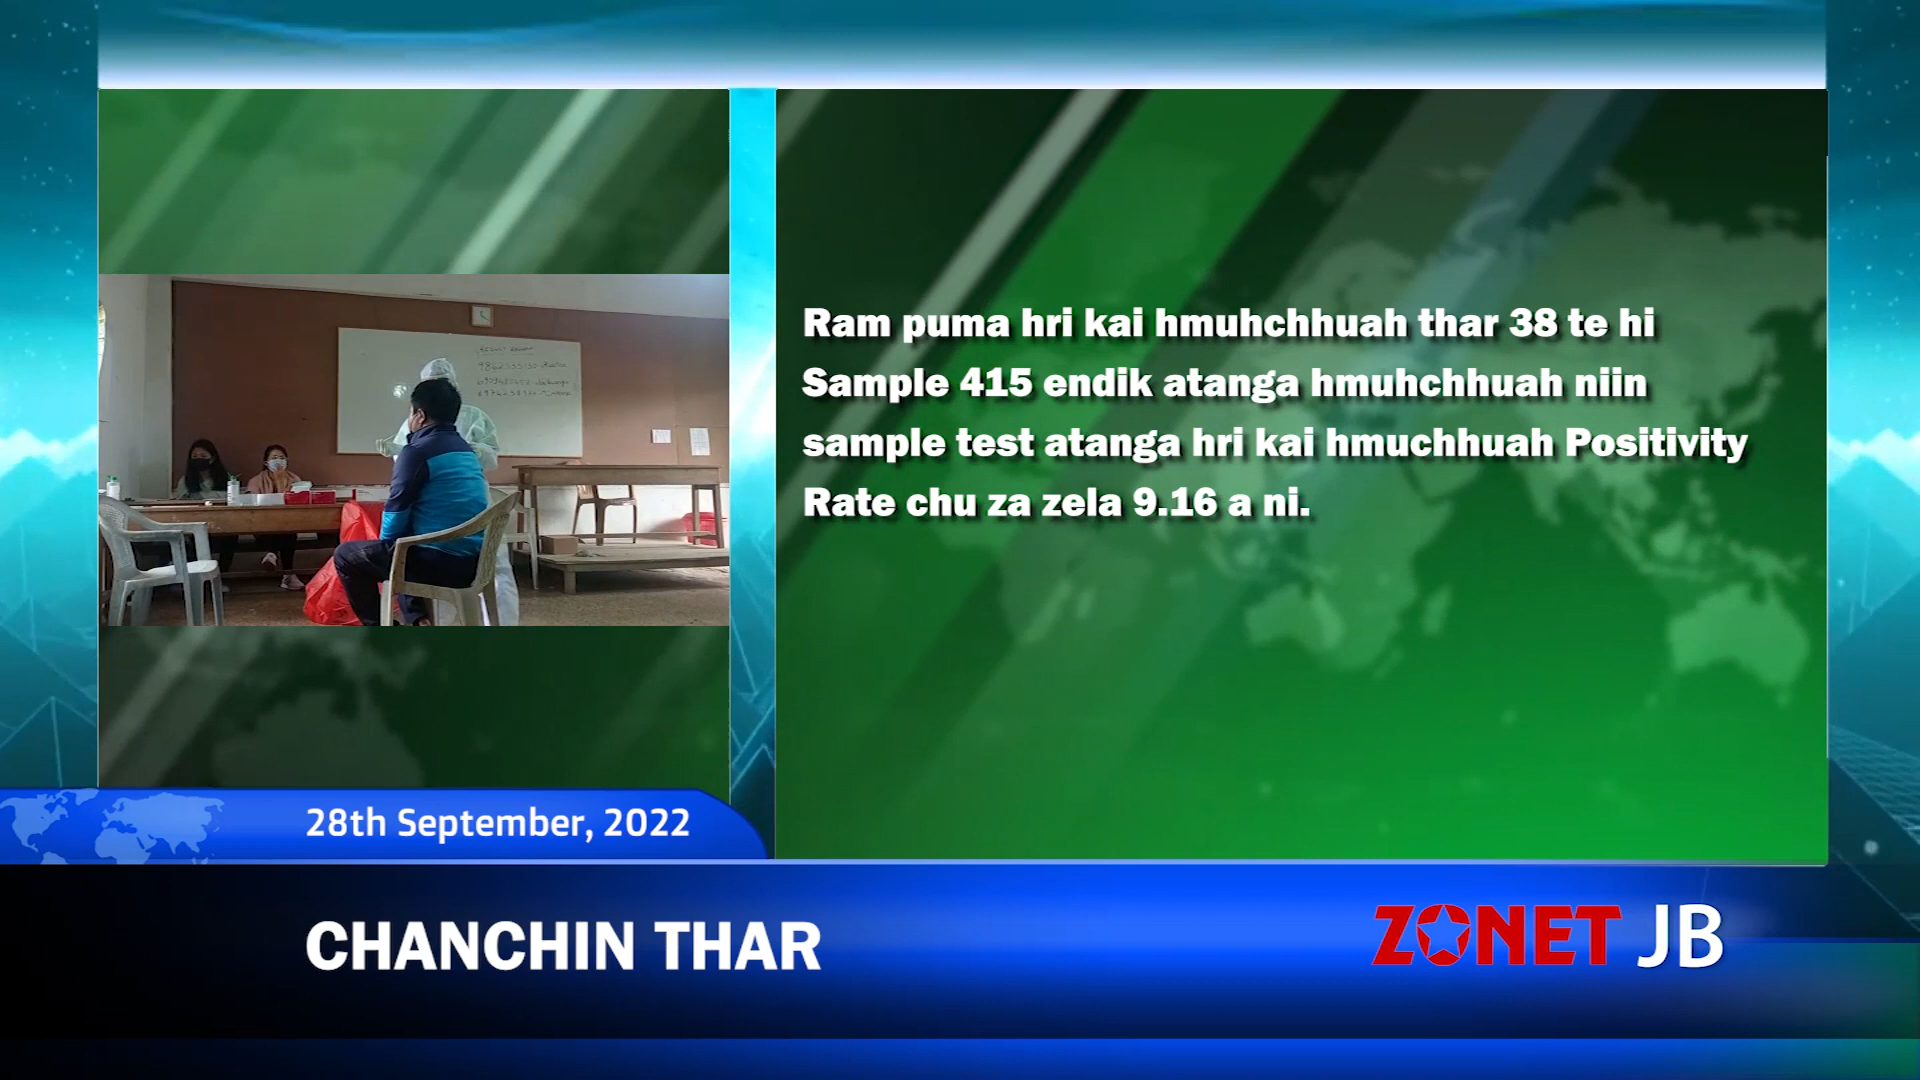 Ram puma hri kai hmuhchhuah thar 38 te hi
Sample 415 endik atanga hmuhchhuah niin
sample test atanga hri kai hmuchhuah Positivity
Rate chu za zela 9.16 a ni.
28th September, 2022
CHANCHIN THAR
ZONET JB